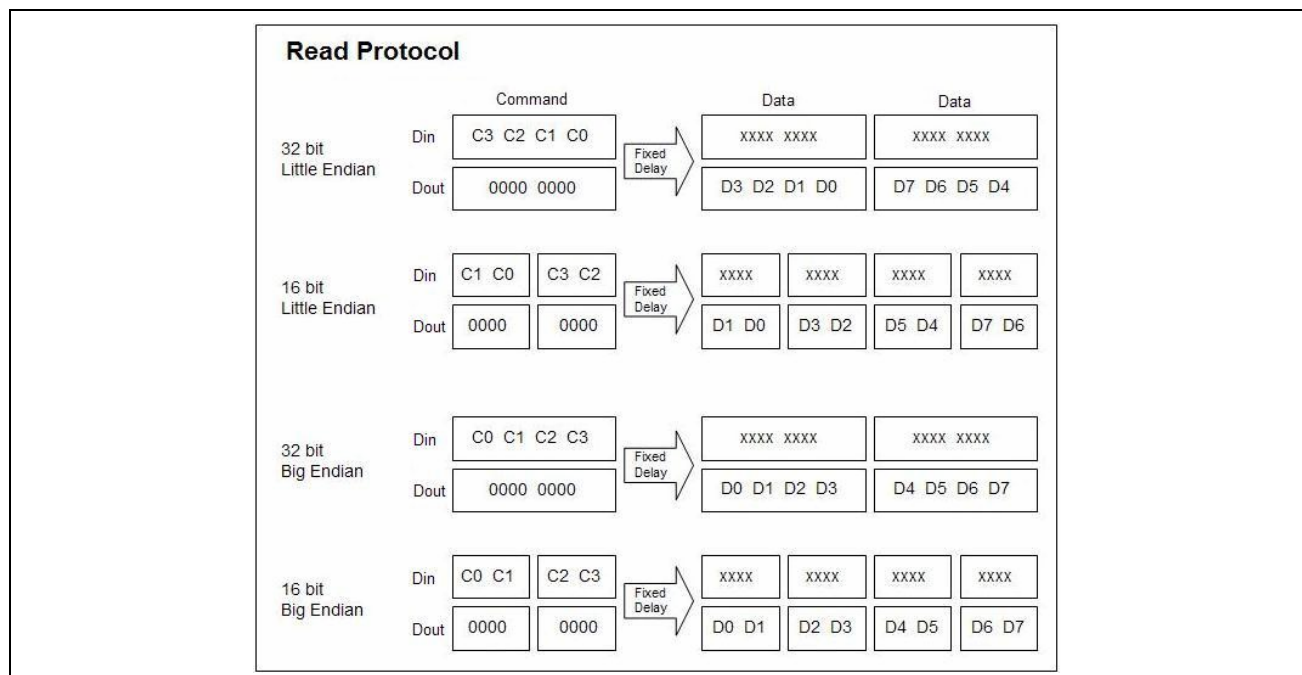 Read Protocol
Command Data Data
32 bit
Little Endian
Din C3 C2 C1 C0 Fixed Delay XXXX XXXX XXXX XXXX
Dout 0000 0000 D3 D2 D1 D0 D7 D6 D5 D4
16 bit
Little Endian
Din C1 C0 C3 C2 Fixed Delay XXXX XXXX XXXX XXXX
Dout 0000 0000 D1 D0 D3 D2 D5 D4 D7 D6
32 bit
Big Endian
Din C0 C1 C2 C3 Fixed Delay XXXX XXXX XXXX XXXX
Dout 0000 0000 D0 D1 D2 D3 D4 D5 D6 D7
16 bit
Big Endian
Din C0 C1 C2 C3 Fixed Delay XXXX XXXX XXXX XXXX
Dout 0000 0000 D0 D1 D2 D3 D4 D5 D6 D7